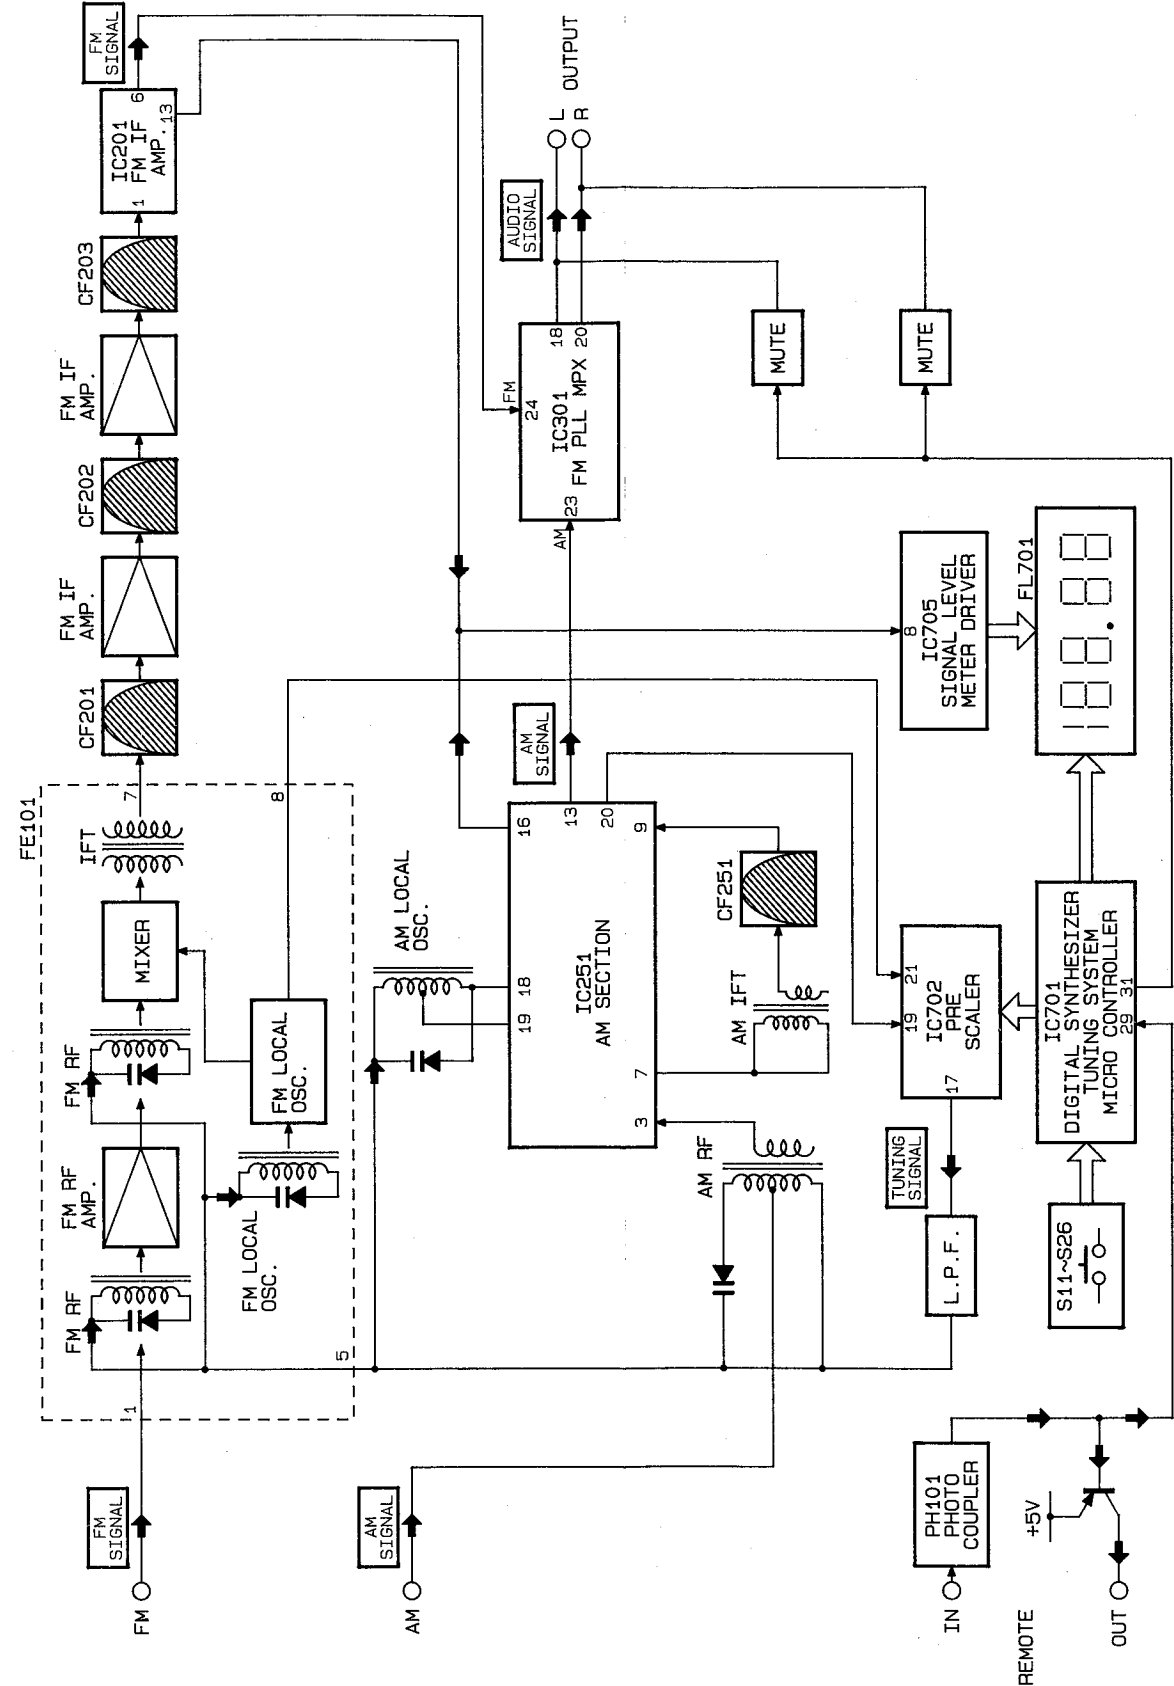 FE101
FM
FM
SIGNAL
1
FM RF
FM RF
AMP.
FM RF
MIXER
IFT
7
CF201
FM IF
AMP.
CF202
FM IF
AMP.
CF203
1
IC201
FM IF
AMP.
6
13
FM
SIGNAL
FM LOCAL
OSC.
FM LOCAL
OSC.
8
5
AM
AM
SIGNAL
AM LOCAL
OSC.
19
18
16
IC251
AM SECTION
13
20
3
7
9
AM
SIGNAL
AM RF
AM IFT
CF251
AM
23
FM
24
IC301
FM PLL MPX
18
20
AUDIO
SIGNAL
L
R
OUTPUT
MUTE
MUTE
TUNING
SIGNAL
L.P.F.
17
19
21
IC702
PRE
SCALER
8
IC705
SIGNAL LEVEL
METER DRIVER
FL701
188.88
S11~S26
IC701
DIGITAL SYNTHESIZER
TUNING SYSTEM
MICRO CONTROLLER
29
31
REMOTE
IN
PH101
PHOTO
COUPLER
+5V
OUT